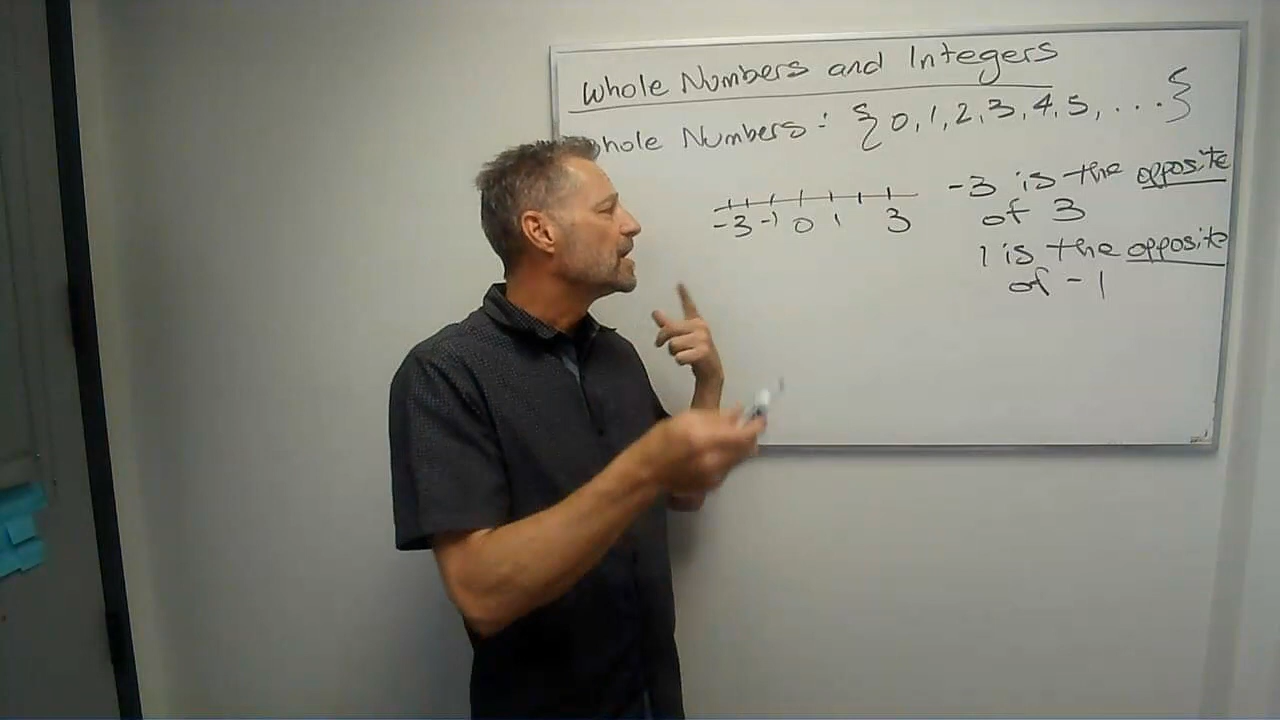 Whole Numbers and Integers
Whole Numbers: {0, 1, 2, 3, 4, 5, ...}
-3 -1 0 1 3
-3 is the opposite
of 3
1 is the opposite
of -1